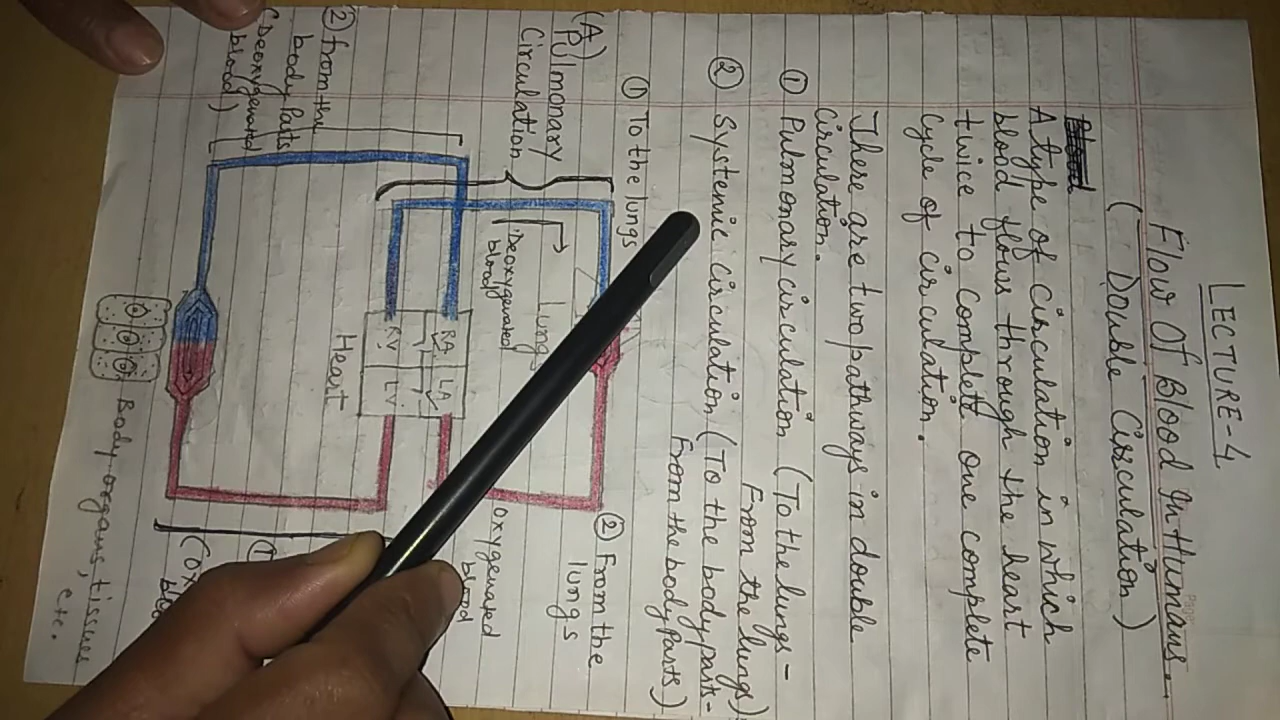 LECTURE-4
Flow Of Blood In Humans..
( Double Circulation )
A type of circulation in which
blood flows through the heart
twice to complete one complete
cycle of circulation.
There are two pathways in double
circulation.
① Pulmonary circulation (To the lungs-
From the lungs)
② Systemic circulation (To the body parts-
From the body parts)
① To the lungs
② From the
lungs
(A)
Pulmonary
Circulation
Lungs
Deoxygenated
blood
oxygenated
blood
RA LA
RV LV
Heart
② from the
body Parts
(Deoxygenated
blood)
①
(Ox
blo
Body organs, tissues
etc.